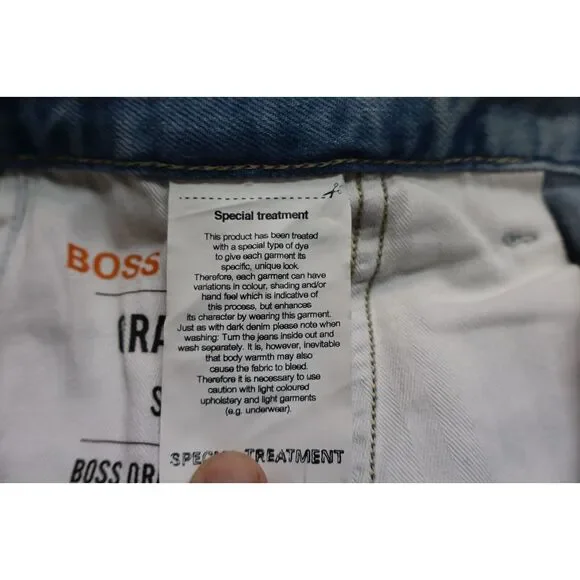 Special treatment
This product has been treated
with a special type of dye
to give each garment its
specific, unique look.
Therefore, each garment can have
variations in colour, shading and/or
hand feel which is indicative of
this process, but enhances
its character by wearing this garment.
Just as with dark denim please note when
washing: Turn the jeans inside out and
wash separately. It is, however, inevitable
that body warmth may also
cause the fabric to bleed.
Therefore it is necessary to use
caution with light coloured
upholstery and light garments
(e.g. underwear).
TREATMENT
BOSS
BOSS